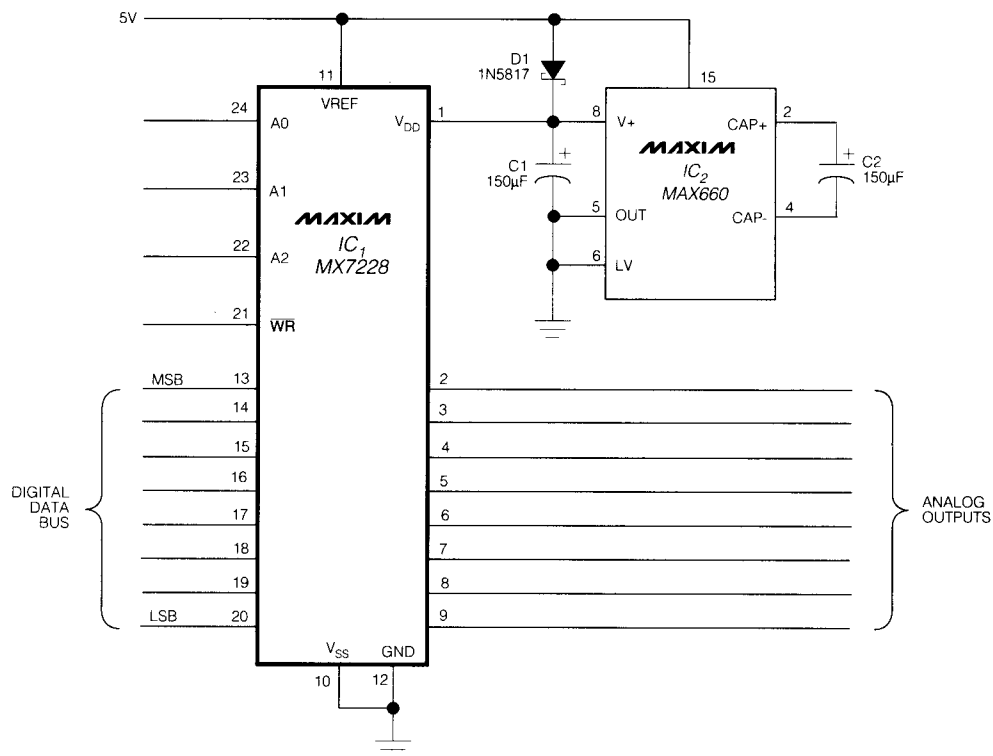 5V
D1
1N5817
11
15
VREF
24
A0
V_DD
1
8
V+
CAP+
2
MAXIM
IC₂
MAX660
C1
150µF
+
C2
150µF
+
23
A1
5
OUT
CAP-
4
MAXIM
IC₁
MX7228
22
A2
6
LV
21
W̅R̅
MSB
13
2
14
3
15
4
16
5
DIGITAL
DATA
BUS
ANALOG
OUTPUTS
17
6
18
7
19
8
LSB
20
9
V_SS
GND
10
12